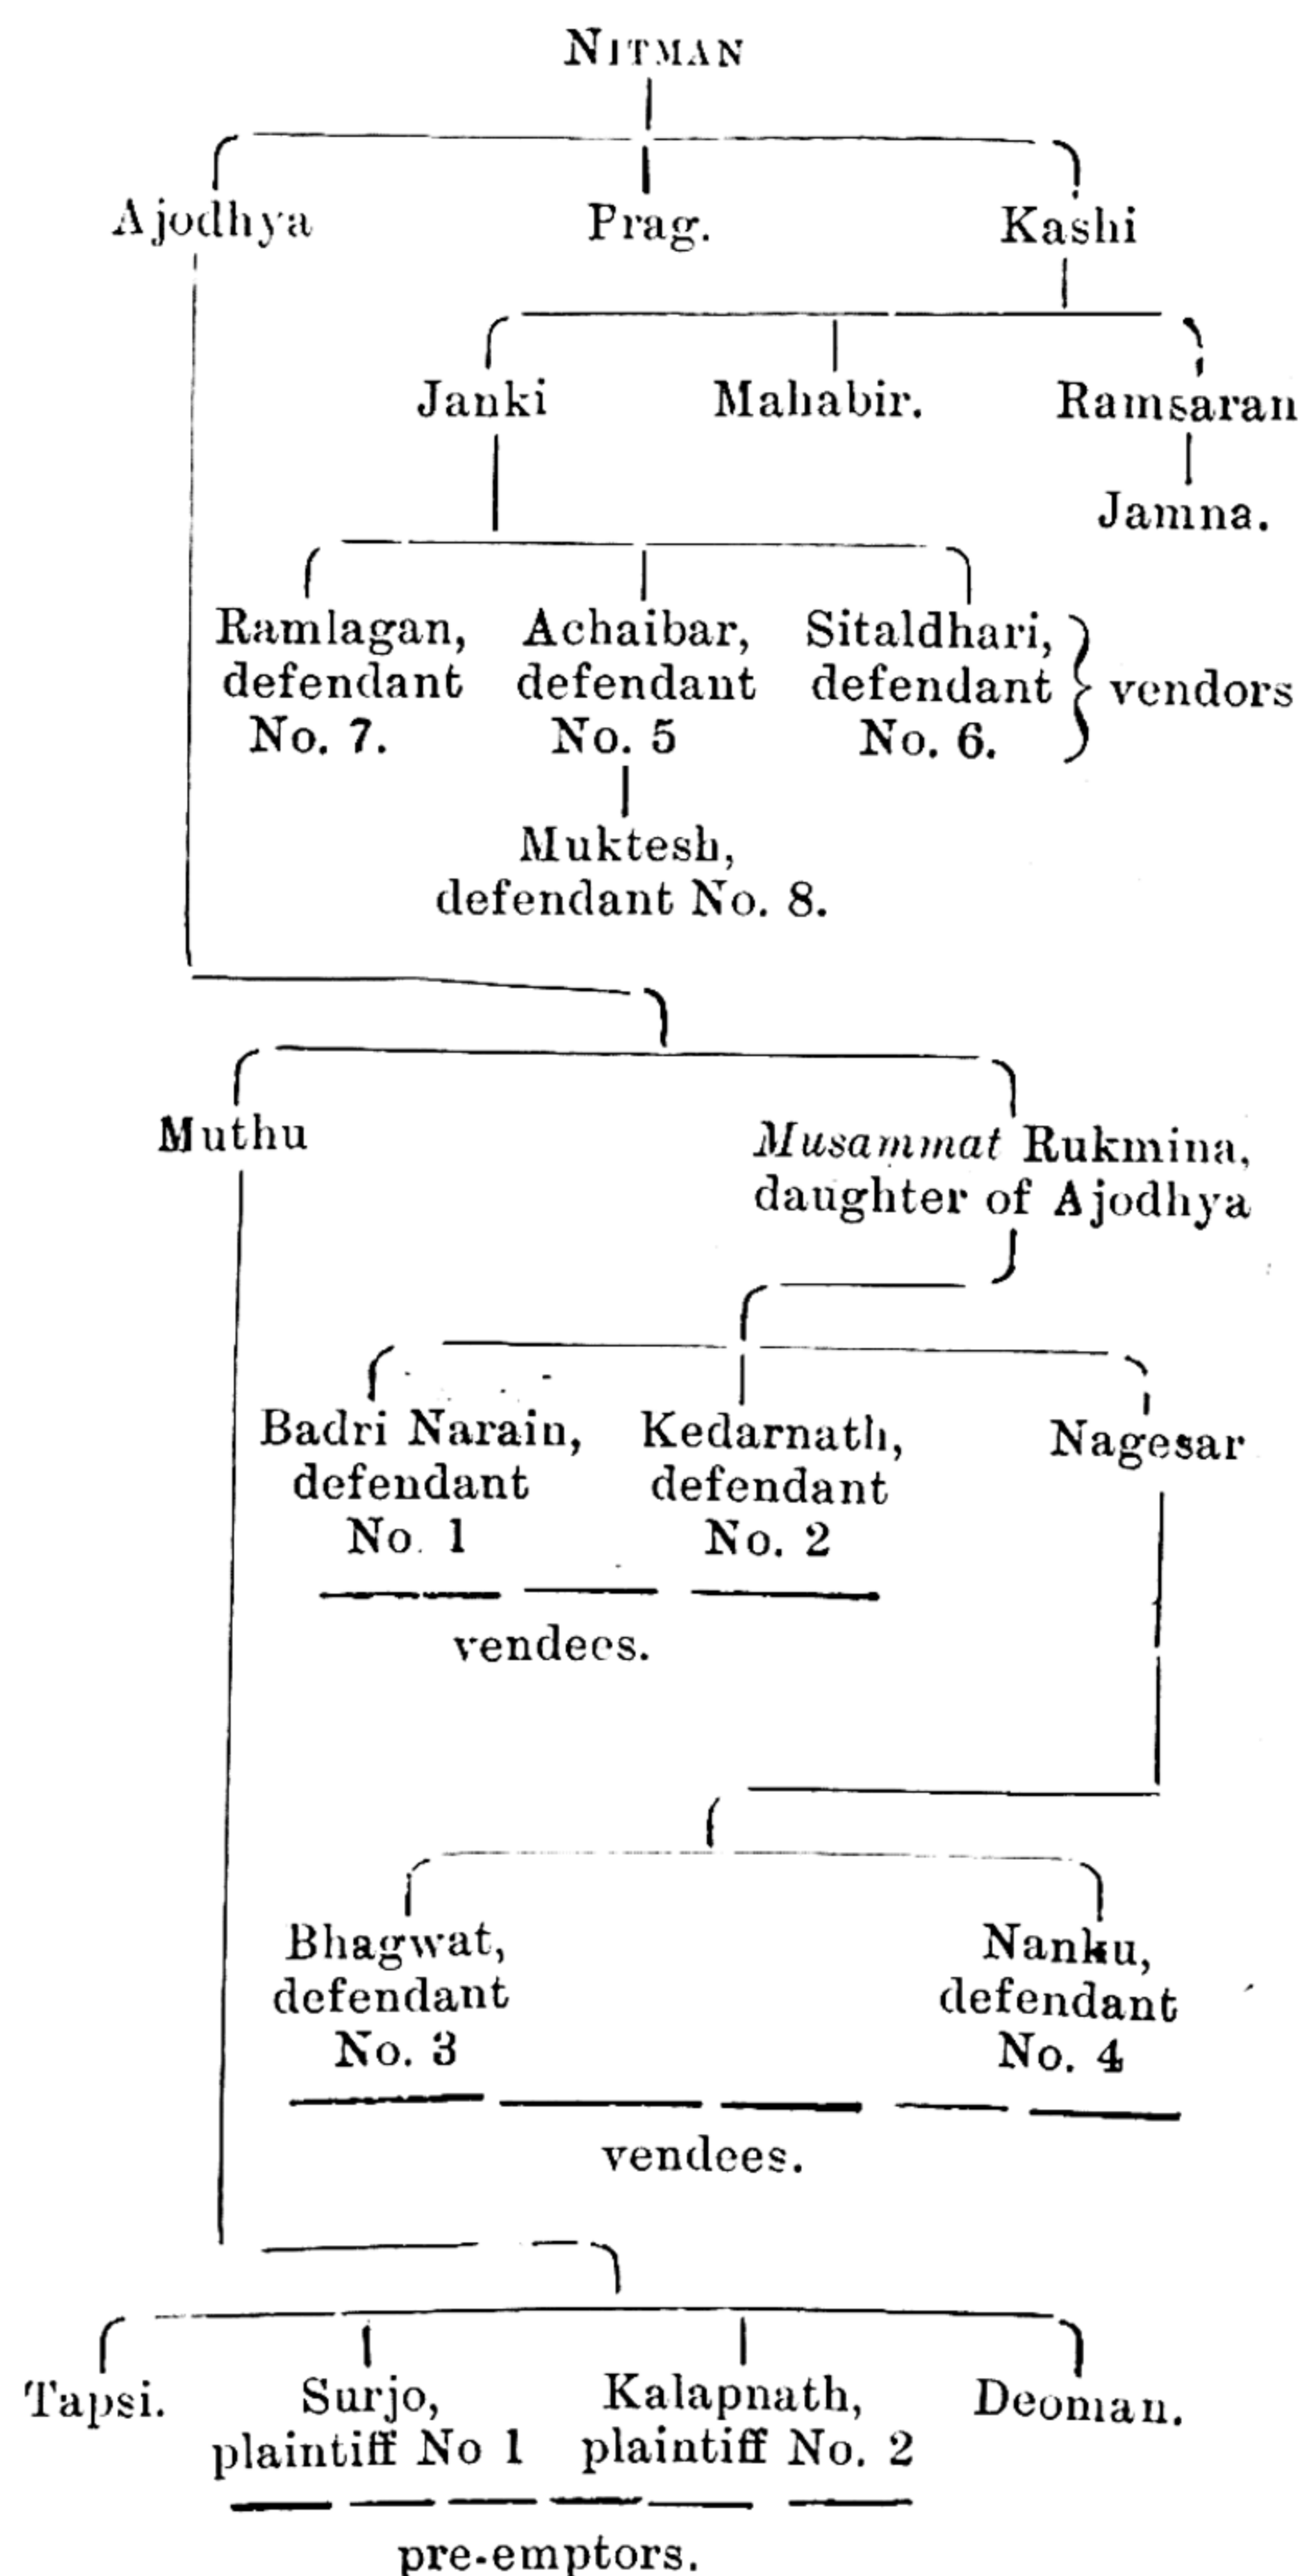 NITMAN
Ajodhya Prag. Kashi
Janki Mahabir. Ramsaran
Jamna.
Ramlagan, Achaibar, Sitaldhari,
defendant defendant defendant } vendors
No. 7. No. 5 No. 6.
Muktesh,
defendant No. 8.
Muthu Musammat Rukmina,
daughter of Ajodhya
Badri Narain, Kedarnath, Nagesar
defendant defendant
No. 1 No. 2
vendees.
Bhagwat, Nanku,
defendant defendant
No. 3 No. 4
vendees.
Tapsi. Surjo, Kalapnath, Deoman.
plaintiff No 1 plaintiff No. 2
pre-emptors.